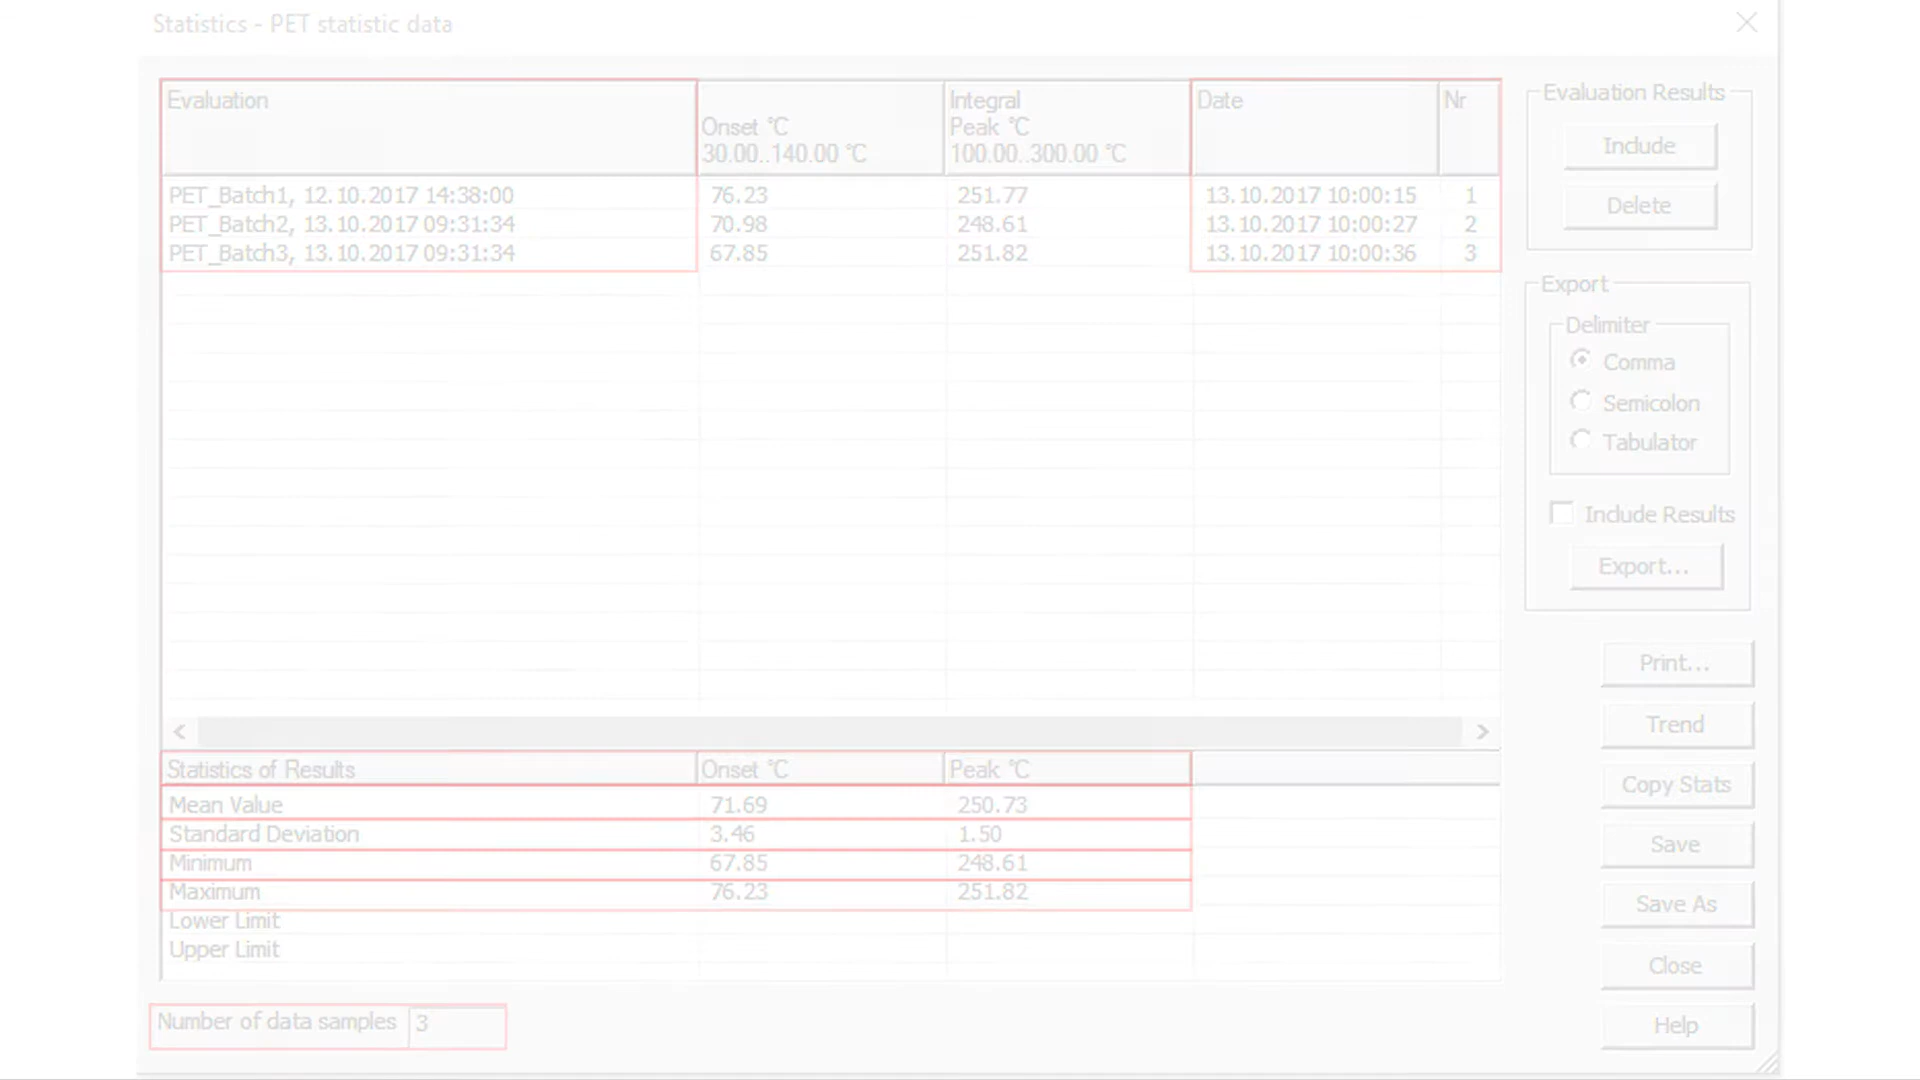 Statistics - PET statistic data
Evaluation
Onset °C
30.00..140.00 °C
Integral
Peak °C
100.00..300.00 °C
Date
Nr
PET_Batch1, 12.10.2017 14:38:00 76.23 251.77 13.10.2017 10:00:15 1
PET_Batch2, 13.10.2017 09:31:34 70.98 248.61 13.10.2017 10:00:27 2
PET_Batch3, 13.10.2017 09:31:34 67.85 251.82 13.10.2017 10:00:36 3
Statistics of Results Onset °C Peak °C
Mean Value 71.69 250.73
Standard Deviation 3.46 1.50
Minimum 67.85 248.61
Maximum 76.23 251.82
Lower Limit
Upper Limit
Number of data samples 3
Evaluation Results
Include
Delete
Export
Delimiter
Comma
Semicolon
Tabulator
Include Results
Export...
Print...
Trend
Copy Stats
Save
Save As
Close
Help